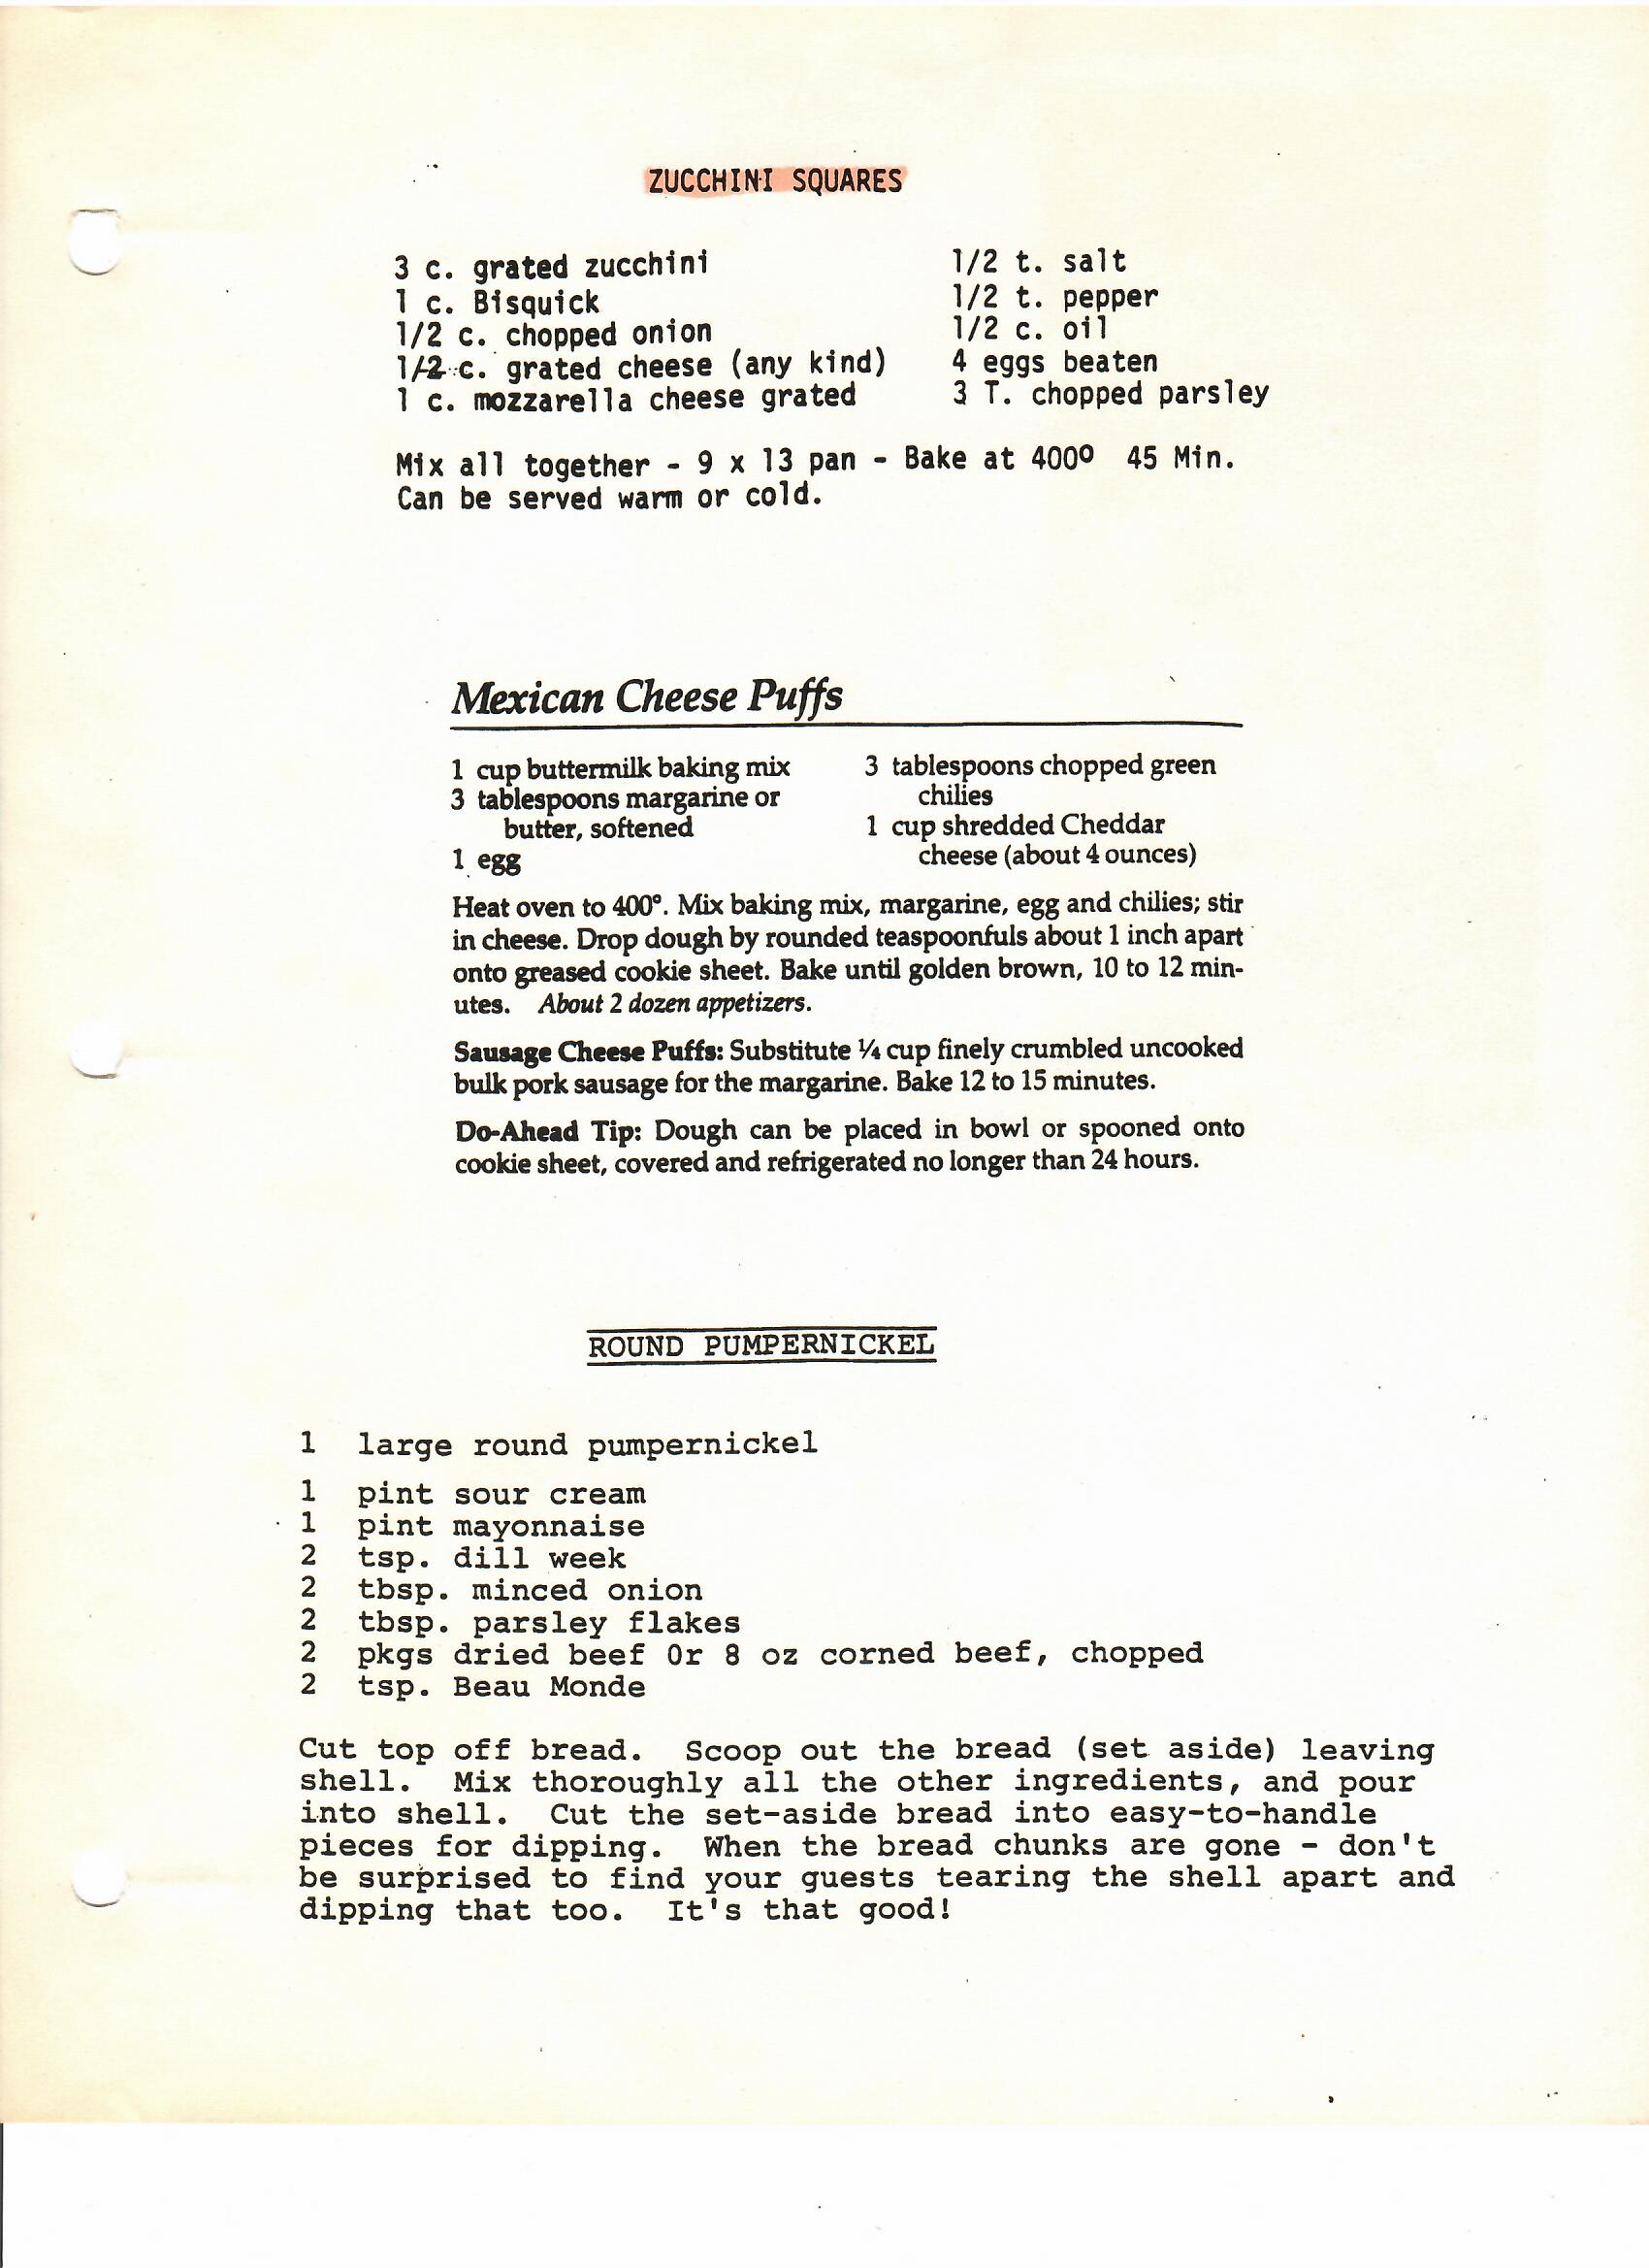 ZUCCHINI SQUARES
3 c. grated zucchini
1 c. Bisquick
1/2 c. chopped onion
1/2 c. grated cheese (any kind)
1 c. mozzarella cheese grated
1/2 t. salt
1/2 t. pepper
1/2 c. oil
4 eggs beaten
3 T. chopped parsley
Mix all together - 9 x 13 pan - Bake at 400º 45 Min.
Can be served warm or cold.
Mexican Cheese Puffs
1 cup buttermilk baking mix
3 tablespoons margarine or
butter, softened
1 egg
3 tablespoons chopped green
chilies
1 cup shredded Cheddar
cheese (about 4 ounces)
Heat oven to 400°. Mix baking mix, margarine, egg and chilies; stir
in cheese. Drop dough by rounded teaspoonfuls about 1 inch apart
onto greased cookie sheet. Bake until golden brown, 10 to 12 min-
utes. About 2 dozen appetizers.
Sausage Cheese Puffs: Substitute ¼ cup finely crumbled uncooked
bulk pork sausage for the margarine. Bake 12 to 15 minutes.
Do-Ahead Tip: Dough can be placed in bowl or spooned onto
cookie sheet, covered and refrigerated no longer than 24 hours.
ROUND PUMPERNICKEL
1 large round pumpernickel
1 pint sour cream
1 pint mayonnaise
2 tsp. dill week
2 tbsp. minced onion
2 tbsp. parsley flakes
2 pkgs dried beef Or 8 oz corned beef, chopped
2 tsp. Beau Monde
Cut top off bread. Scoop out the bread (set aside) leaving
shell. Mix thoroughly all the other ingredients, and pour
into shell. Cut the set-aside bread into easy-to-handle
pieces for dipping. When the bread chunks are gone - don't
be surprised to find your guests tearing the shell apart and
dipping that too. It's that good!